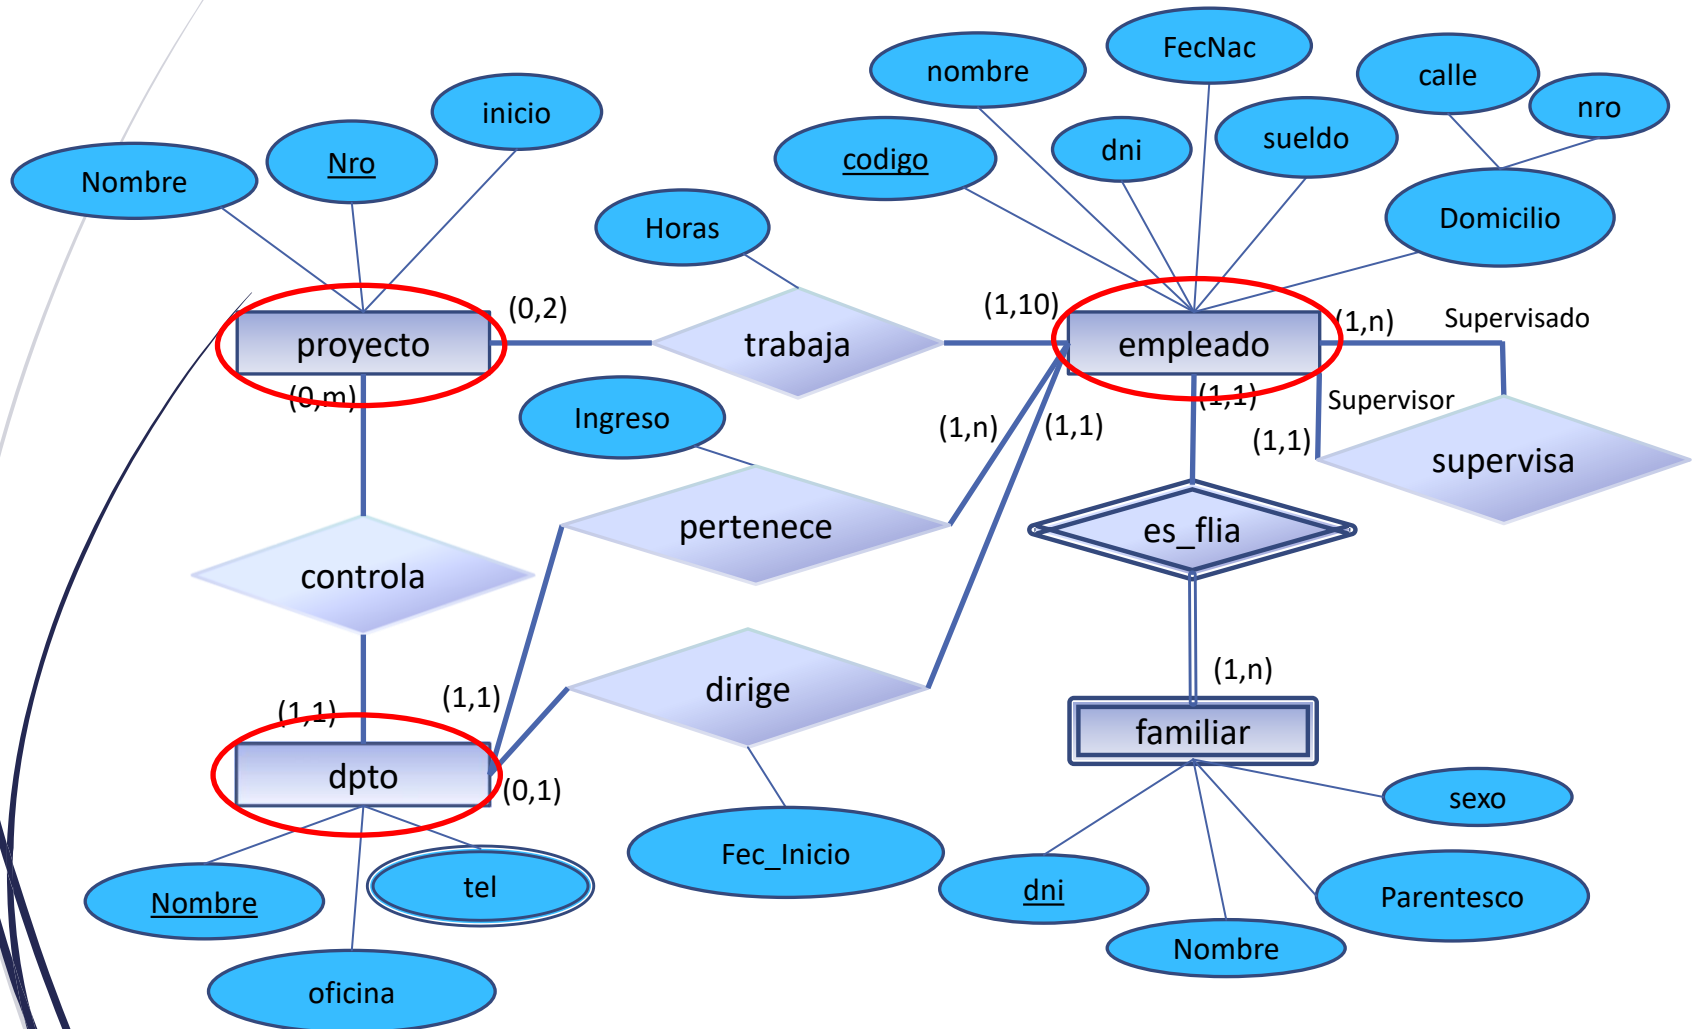 FecNac
nombre
calle
inicio
nro
Nro
codigo
dni
sueldo
Nombre
Domicilio
Horas
(0,2)
(1,10)
(1,n)
Supervisado
proyecto
trabaja
empleado
(0,m)
(1,1)
Supervisor
Ingreso
(1,n)
(1,1)
(1,1)
supervisa
pertenece
es_flia
controla
(1,n)
dirige
(1,1)
(1,1)
familiar
dpto
(0,1)
sexo
Fec_Inicio
tel
dni
Parentesco
Nombre
Nombre
oficina